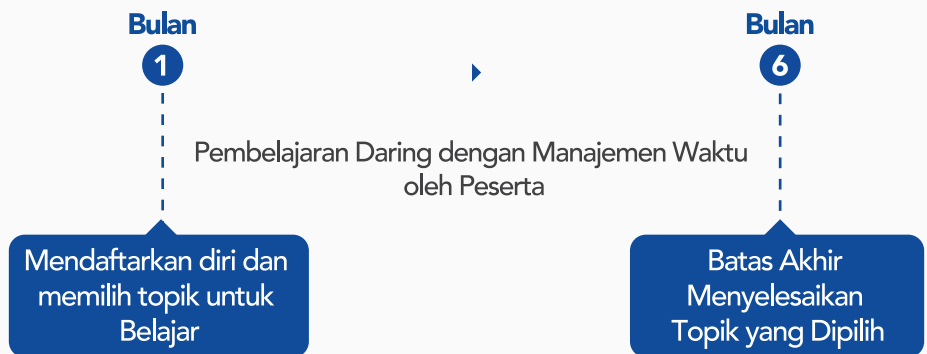 Bulan
1
Bulan
6
Pembelajaran Daring dengan Manajemen Waktu
oleh Peserta
Mendaftarkan diri dan
memilih topik untuk
Belajar
Batas Akhir
Menyelesaikan
Topik yang Dipilih